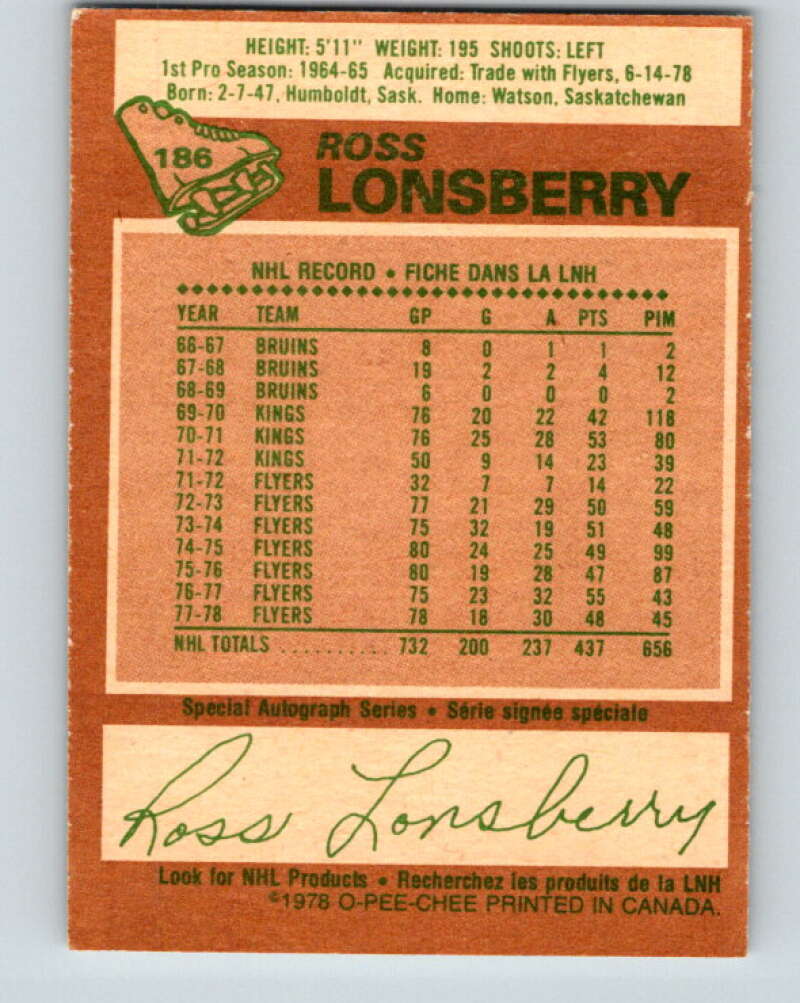 HEIGHT: 5'11" WEIGHT: 195 SHOOTS: LEFT
1st Pro Season: 1964-65 Acquired: Trade with Flyers, 6-14-78
Born: 2-7-47, Humboldt, Sask. Home: Watson, Saskatchewan
186
ROSS
LONSBERRY
NHL RECORD • FICHE DANS LA LNH
YEAR TEAM GP G A PTS PIM
66-67 BRUINS 8 0 1 1 2
67-68 BRUINS 19 2 2 4 12
68-69 BRUINS 6 0 0 0 2
69-70 KINGS 76 20 22 42 118
70-71 KINGS 76 25 28 53 80
71-72 KINGS 50 9 14 23 39
71-72 FLYERS 32 7 7 14 22
72-73 FLYERS 77 21 29 50 59
73-74 FLYERS 75 32 19 51 48
74-75 FLYERS 80 24 25 49 99
75-76 FLYERS 80 19 28 47 87
76-77 FLYERS 75 23 32 55 43
77-78 FLYERS 78 18 30 48 45
NHL TOTALS .......... 732 200 237 437 656
Special Autograph Series • Série signée spéciale
Ross Lonsberry
Look for NHL Products • Recherchez les produits de la LNH
©1978 O-PEE-CHEE PRINTED IN CANADA.